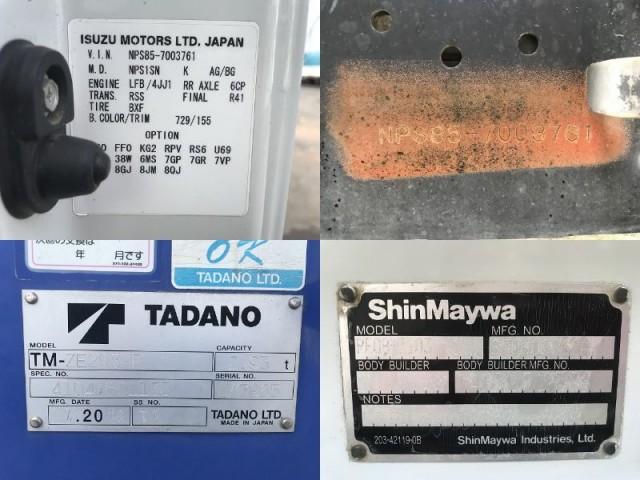 ISUZU MOTORS LTD. JAPAN
V.I.N. NPS85-7003761
M.D. NPS1SN K AG/BG
ENGINE LFB/4JJ1 RR AXLE 6CP
TRANS. RSS FINAL R41
TIRE BXF
B.COLOR/TRIM 729/155
OPTION
FFO KG2 RPV RS6 U69
38W 6MS 7GP 7GR 7VP
8GJ 8JM 8QJ
NPS85-7003761
年 月です
OK
TADANO LTD.
TADANO
MODEL CAPACITY
TM- t
SPEC. NO. SERIAL NO.
MFG. DATE SS NO.
.20
TADANO LTD.
MADE IN JAPAN
ShinMaywa
MODEL MFG. NO.
BODY BUILDER BODY BUILDER MFG. NO.
NOTES
203-42119-0B ShinMaywa Industries, Ltd.